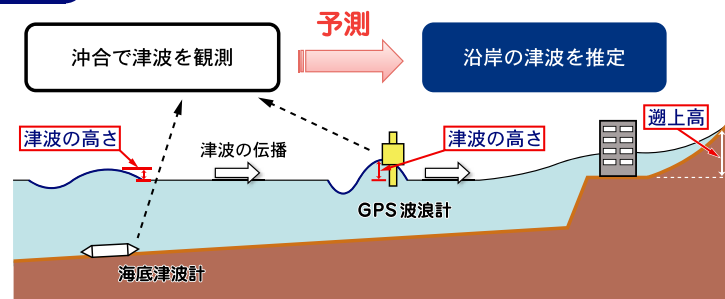 予測
沖合で津波を観測
沿岸の津波を推定
津波の高さ
津波の伝播
津波の高さ
遡上高
GPS波浪計
海底津波計